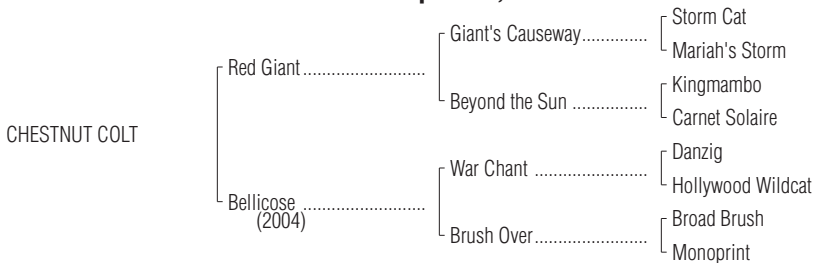 Storm Cat
Giant's Causeway..............
Mariah's Storm
Red Giant..........................
Kingmambo
Beyond the Sun ................
Carnet Solaire
CHESTNUT COLT
Danzig
War Chant ........................
Hollywood Wildcat
Bellicose ..........................
(2004)
Broad Brush
Brush Over........................
Monoprint